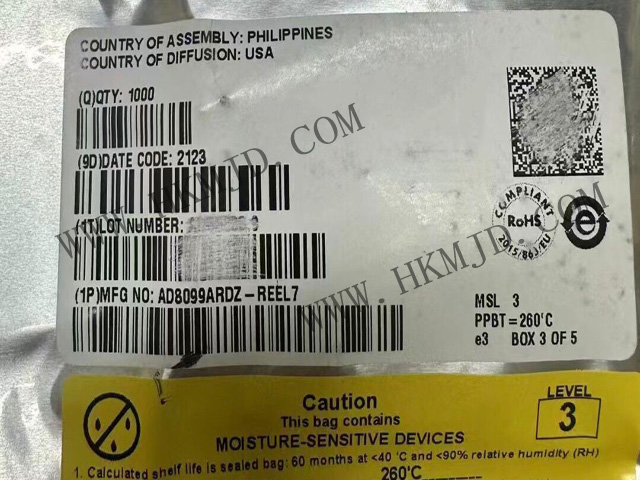 COUNTRY OF ASSEMBLY: PHILIPPINES
COUNTRY OF DIFFUSION: USA
(Q)QTY: 1000
(9D)DATE CODE: 2123
(1T)LOT NUMBER:
(1P)MFG NO: AD8099ARDZ-REEL7
COMPLIANT
RoHS
2015/863/EU
e
MSL 3
PPBT=260°C
e3 BOX 3 OF 5
WWW.HKMJD.COM
WWW.HKMJD.COM
Caution
This bag contains
MOISTURE-SENSITIVE DEVICES
LEVEL
3
1. Calculated shelf life is sealed bag: 60 months at <40 °C and <90% relative humidity (RH)
260°C